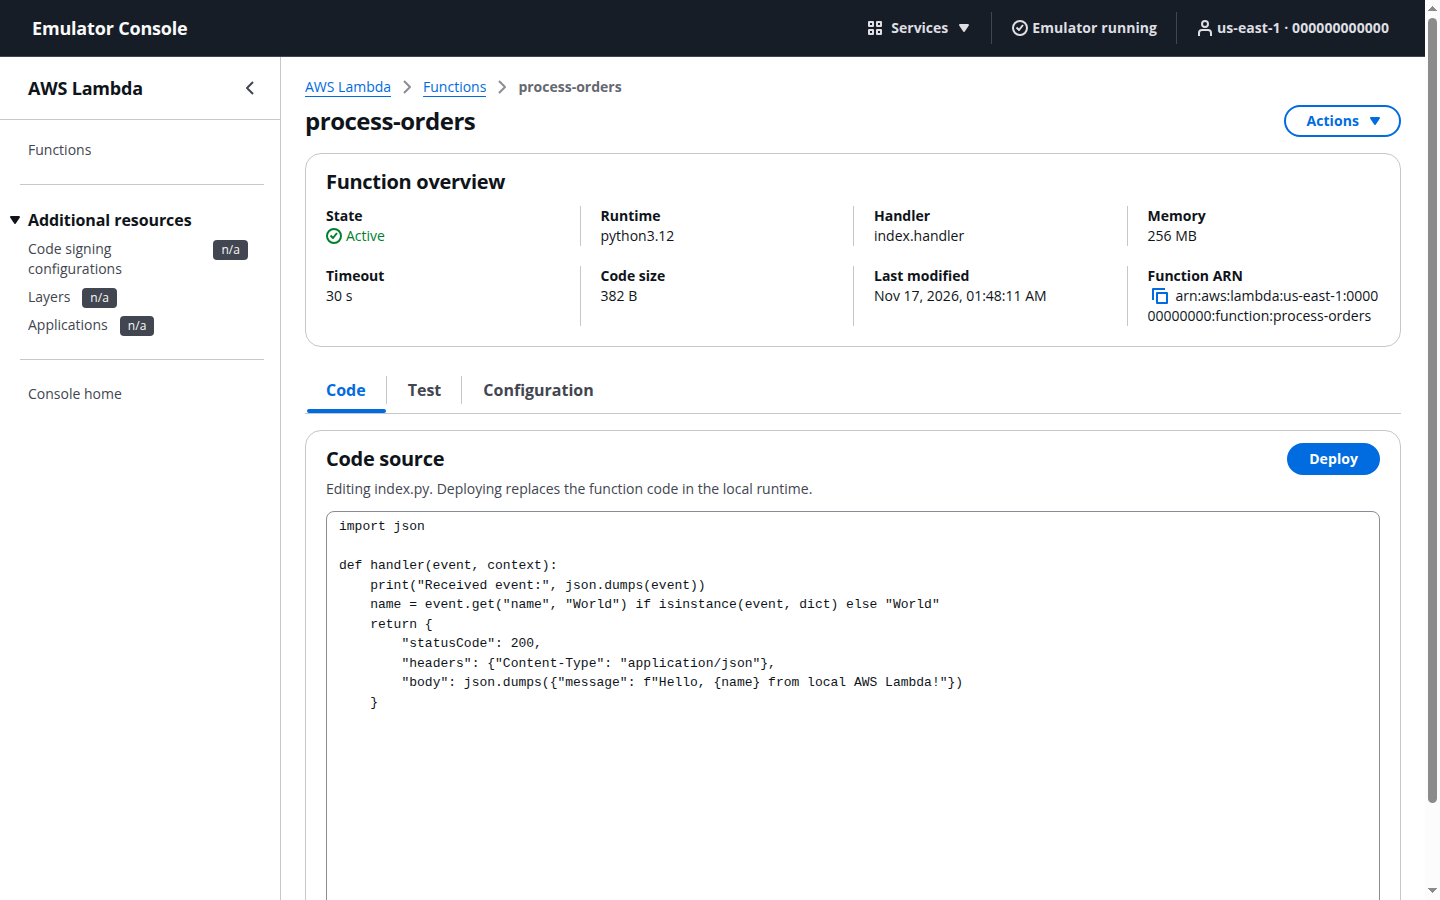 Emulator Console
Services
Emulator running
us-east-1 · 000000000000
AWS Lambda
Functions
Additional resources
Code signing
configurations
n/a
Layers n/a
Applications n/a
Console home
AWS Lambda > Functions > process-orders
process-orders
Actions
Function overview
State
Active
Runtime
python3.12
Handler
index.handler
Memory
256 MB
Timeout
30 s
Code size
382 B
Last modified
Nov 17, 2026, 01:48:11 AM
Function ARN
arn:aws:lambda:us-east-1:0000
00000000:function:process-orders
Code
Test
Configuration
Code source
Deploy
Editing index.py. Deploying replaces the function code in the local runtime.
import json
def handler(event, context):
    print("Received event:", json.dumps(event))
    name = event.get("name", "World") if isinstance(event, dict) else "World"
    return {
        "statusCode": 200,
        "headers": {"Content-Type": "application/json"},
        "body": json.dumps({"message": f"Hello, {name} from local AWS Lambda!"})
    }